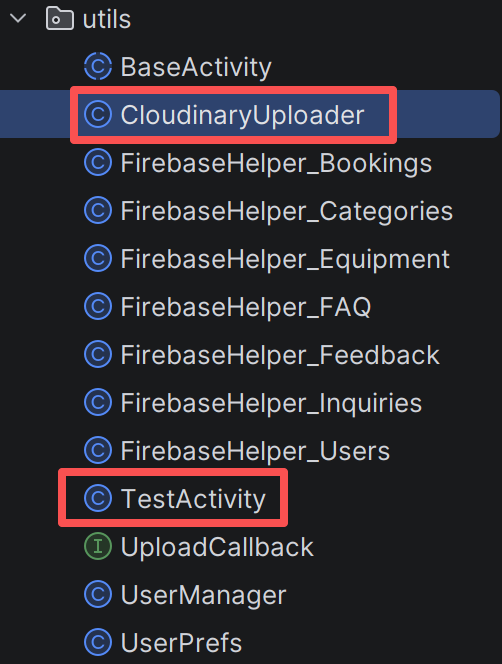 utils
BaseActivity
CloudinaryUploader
FirebaseHelper_Bookings
FirebaseHelper_Categories
FirebaseHelper_Equipment
FirebaseHelper_FAQ
FirebaseHelper_Feedback
FirebaseHelper_Inquiries
FirebaseHelper_Users
TestActivity
UploadCallback
UserManager
UserPrefs